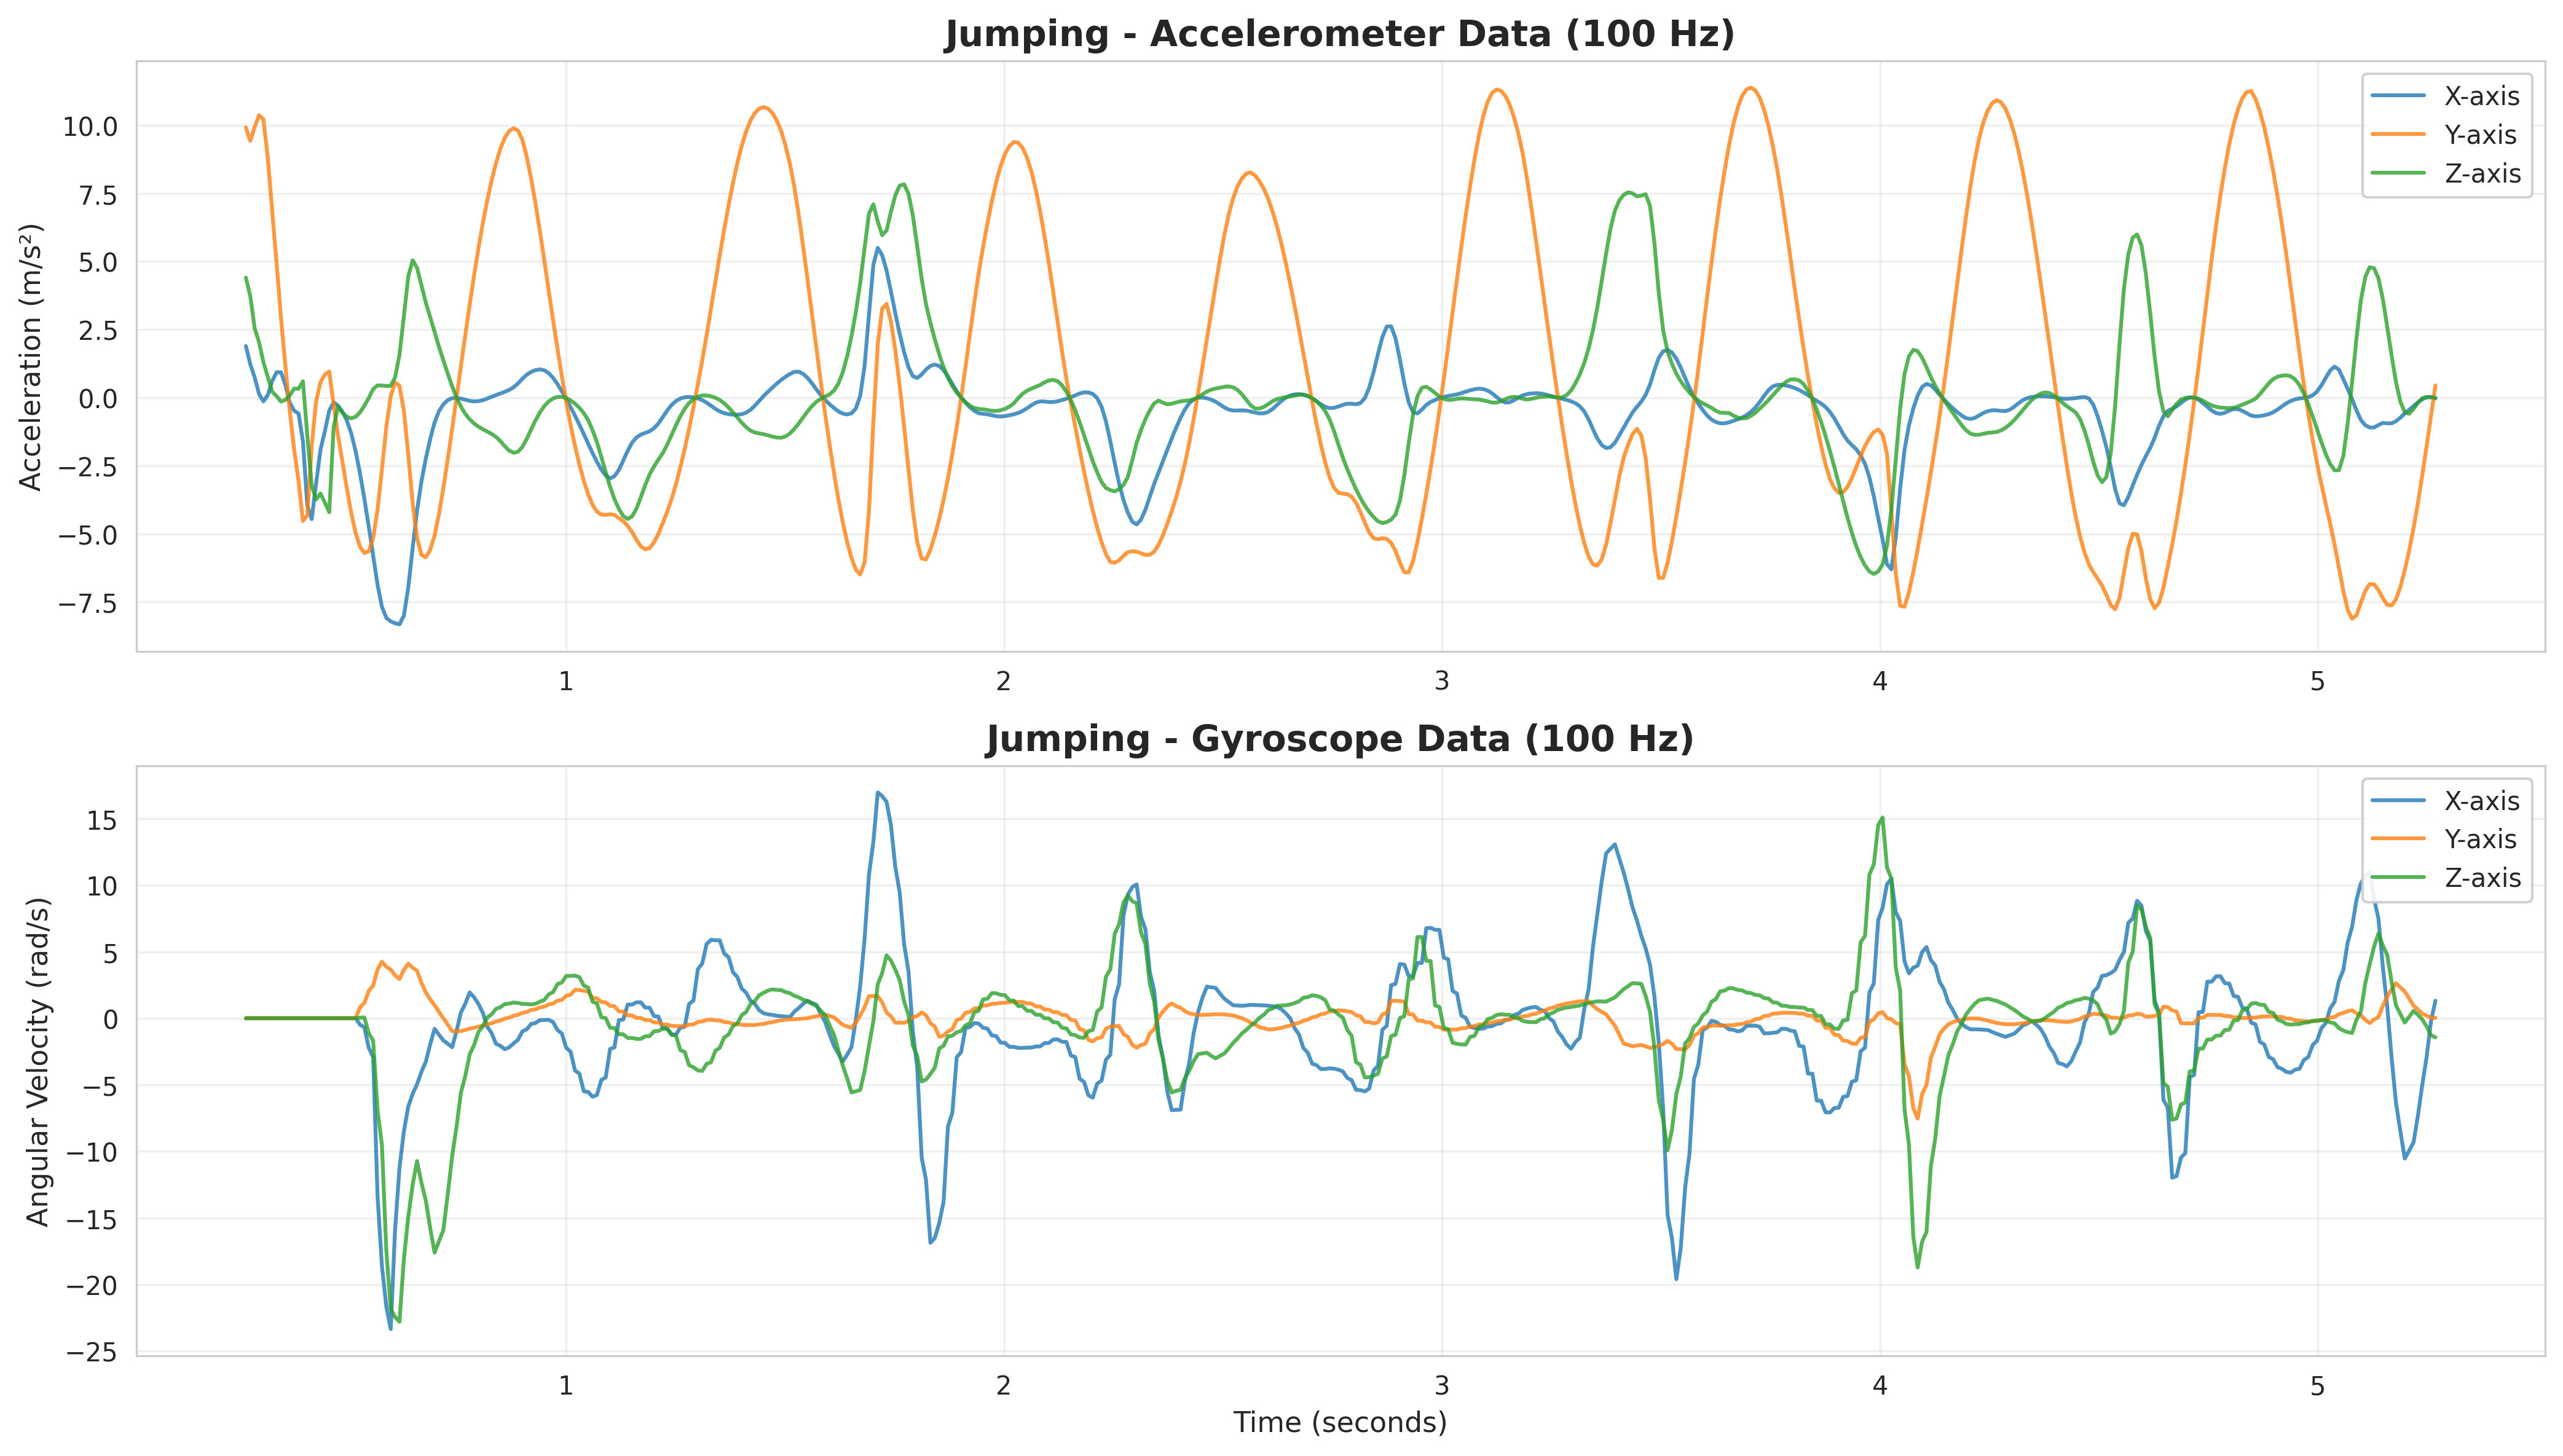 Jumping - Accelerometer Data (100 Hz)
Acceleration (m/s²)
10.0
7.5
5.0
2.5
0.0
−2.5
−5.0
−7.5
X-axis
Y-axis
Z-axis
1 2 3 4 5
Jumping - Gyroscope Data (100 Hz)
Angular Velocity (rad/s)
15
10
5
0
−5
−10
−15
−20
−25
X-axis
Y-axis
Z-axis
1 2 3 4 5
Time (seconds)